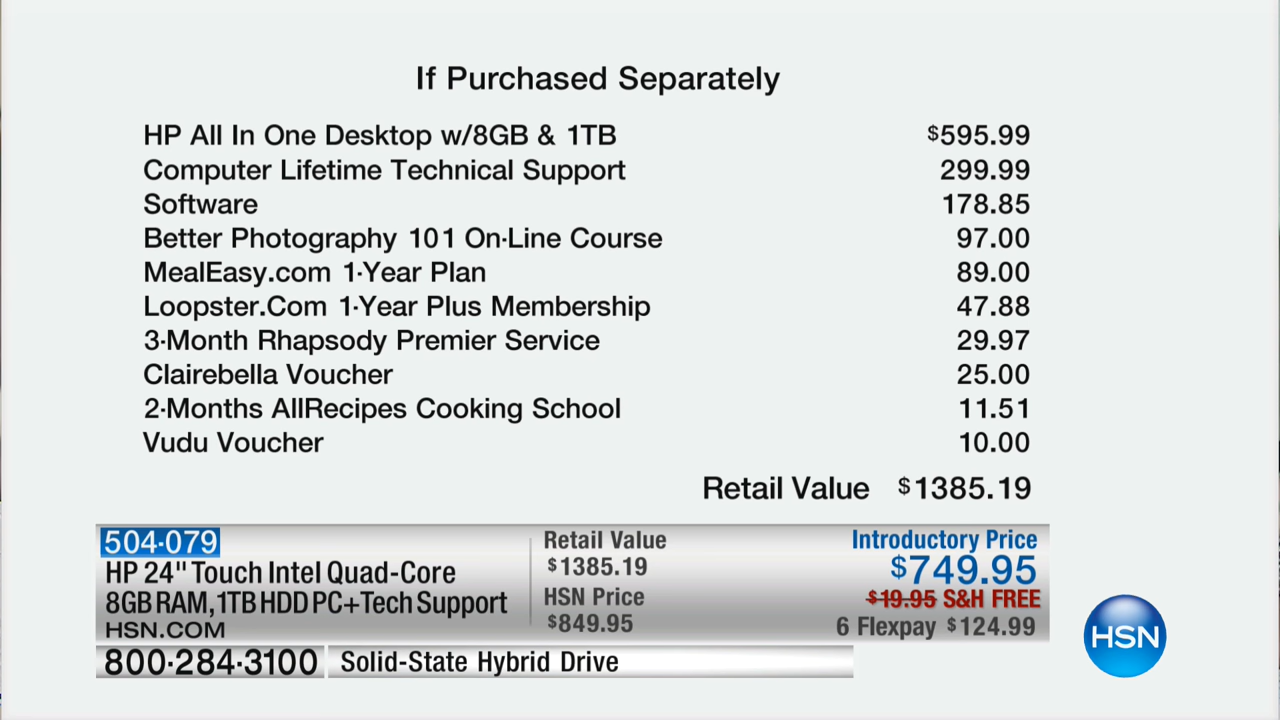 If Purchased Separately
HP All In One Desktop w/8GB & 1TB $595.99
Computer Lifetime Technical Support 299.99
Software 178.85
Better Photography 101 On-Line Course 97.00
MealEasy.com 1-Year Plan 89.00
Loopster.Com 1-Year Plus Membership 47.88
3-Month Rhapsody Premier Service 29.97
Clairebella Voucher 25.00
2-Months AllRecipes Cooking School 11.51
Vudu Voucher 10.00
Retail Value $1385.19
504-079
HP 24" Touch Intel Quad-Core
8GB RAM, 1TB HDD PC+Tech Support
HSN.COM
Retail Value
$1385.19
HSN Price
$849.95
Introductory Price
$749.95
$19.95 S&H FREE
6 Flexpay $124.99
HSN
800-284-3100 Solid-State Hybrid Drive